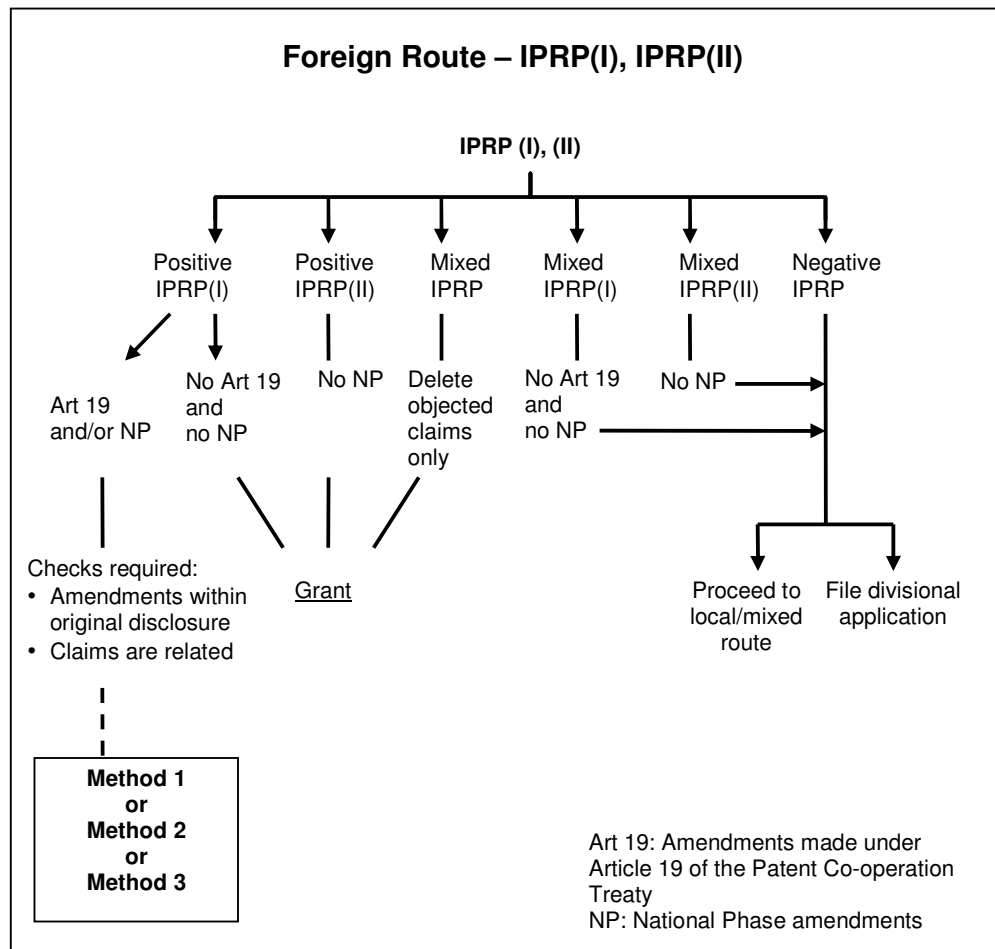 Foreign Route – IPRP(I), IPRP(II)
IPRP (I), (II)
Positive
IPRP(I)
Positive
IPRP(II)
Mixed
IPRP
Mixed
IPRP(I)
Mixed
IPRP(II)
Negative
IPRP
Art 19
and/or NP
No Art 19
and
no NP
No NP
Delete
objected
claims
only
No Art 19
and
no NP
No NP
Checks required:
• Amendments within
original disclosure
• Claims are related
Grant
Proceed to
local/mixed
route
File divisional
application
Method 1
or
Method 2
or
Method 3
Art 19: Amendments made under
Article 19 of the Patent Co-operation
Treaty
NP: National Phase amendments